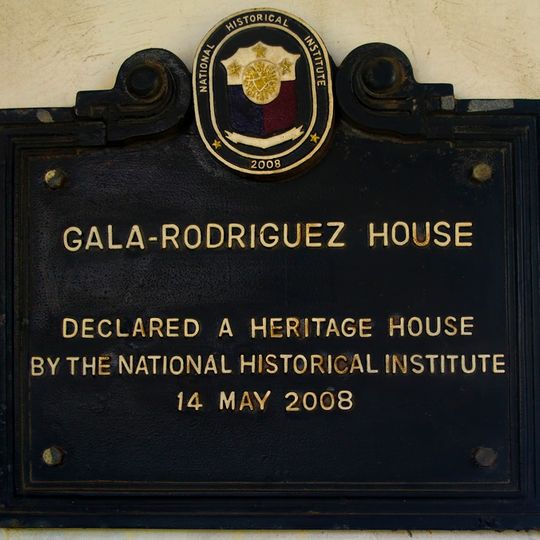 NATIONAL HISTORICAL INSTITUTE
2008
GALA-RODRIGUEZ HOUSE
DECLARED A HERITAGE HOUSE
BY THE NATIONAL HISTORICAL INSTITUTE
14 MAY 2008